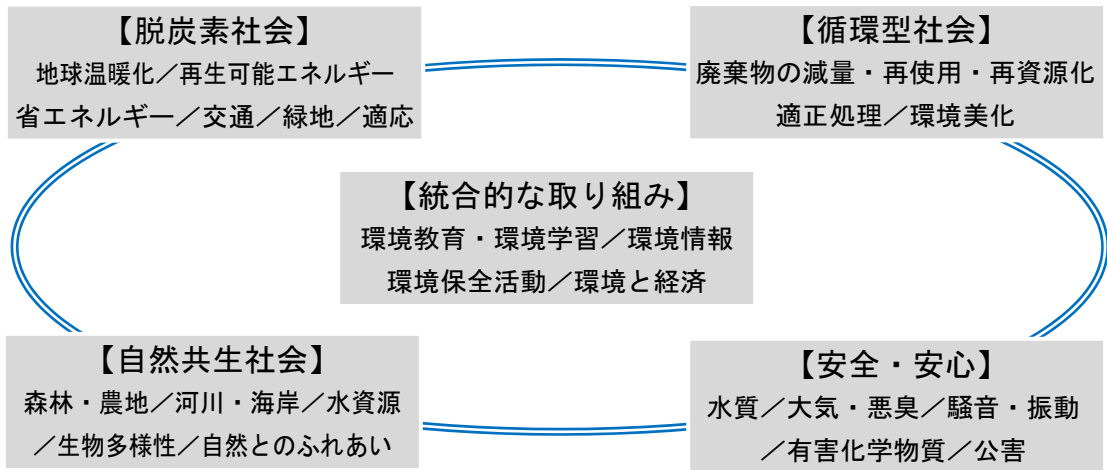 【脱炭素社会】
地球温暖化／再生可能エネルギー
省エネルギー／交通／緑地／適応
【循環型社会】
廃棄物の減量・再使用・再資源化
適正処理／環境美化
【統合的な取り組み】
環境教育・環境学習／環境情報
環境保全活動／環境と経済
【自然共生社会】
森林・農地／河川・海岸／水資源
／生物多様性／自然とのふれあい
【安全・安心】
水質／大気・悪臭／騒音・振動
／有害化学物質／公害